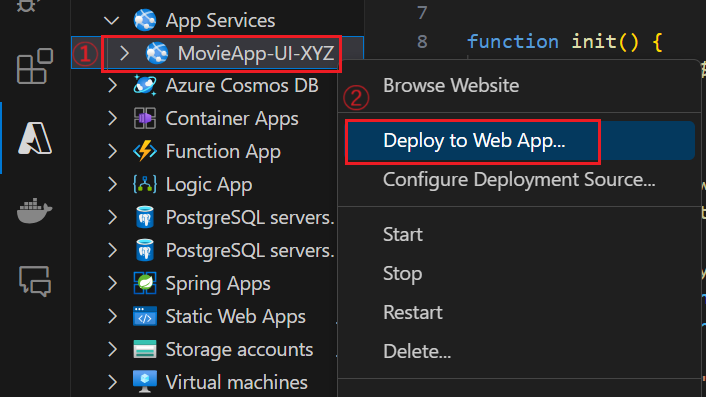 App Services
①
MovieApp-UI-XYZ
Azure Cosmos DB
Container Apps
Function App
Logic App
PostgreSQL servers.
PostgreSQL servers.
Spring Apps
Static Web Apps
Storage accounts
Virtual machines
7
8 function init() {
Browse Website
②
Deploy to Web App...
Configure Deployment Source...
Start
Stop
Restart
Delete...